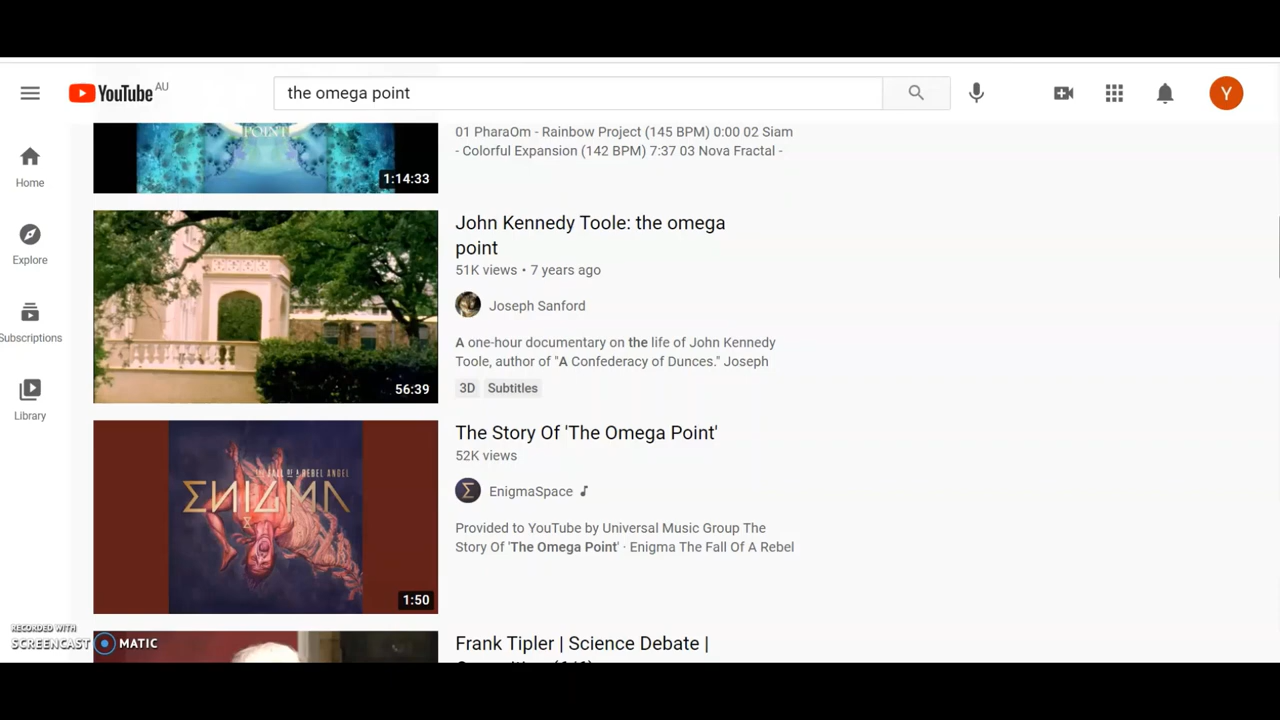 YouTube AU
the omega point
Y
POINT
1:14:33
01 PharaOm - Rainbow Project (145 BPM) 0:00 02 Siam
- Colorful Expansion (142 BPM) 7:37 03 Nova Fractal -
Home
Explore
Subscriptions
Library
56:39
John Kennedy Toole: the omega
point
51K views • 7 years ago
Joseph Sanford
A one-hour documentary on the life of John Kennedy
Toole, author of "A Confederacy of Dunces." Joseph
3D Subtitles
THE FALL OF A REBEL ANGEL
ENIGMA
1:50
The Story Of 'The Omega Point'
52K views
EnigmaSpace
Provided to YouTube by Universal Music Group The
Story Of 'The Omega Point' · Enigma The Fall Of A Rebel
RECORDED WITH
SCREENCAST MATIC
Frank Tipler | Science Debate |